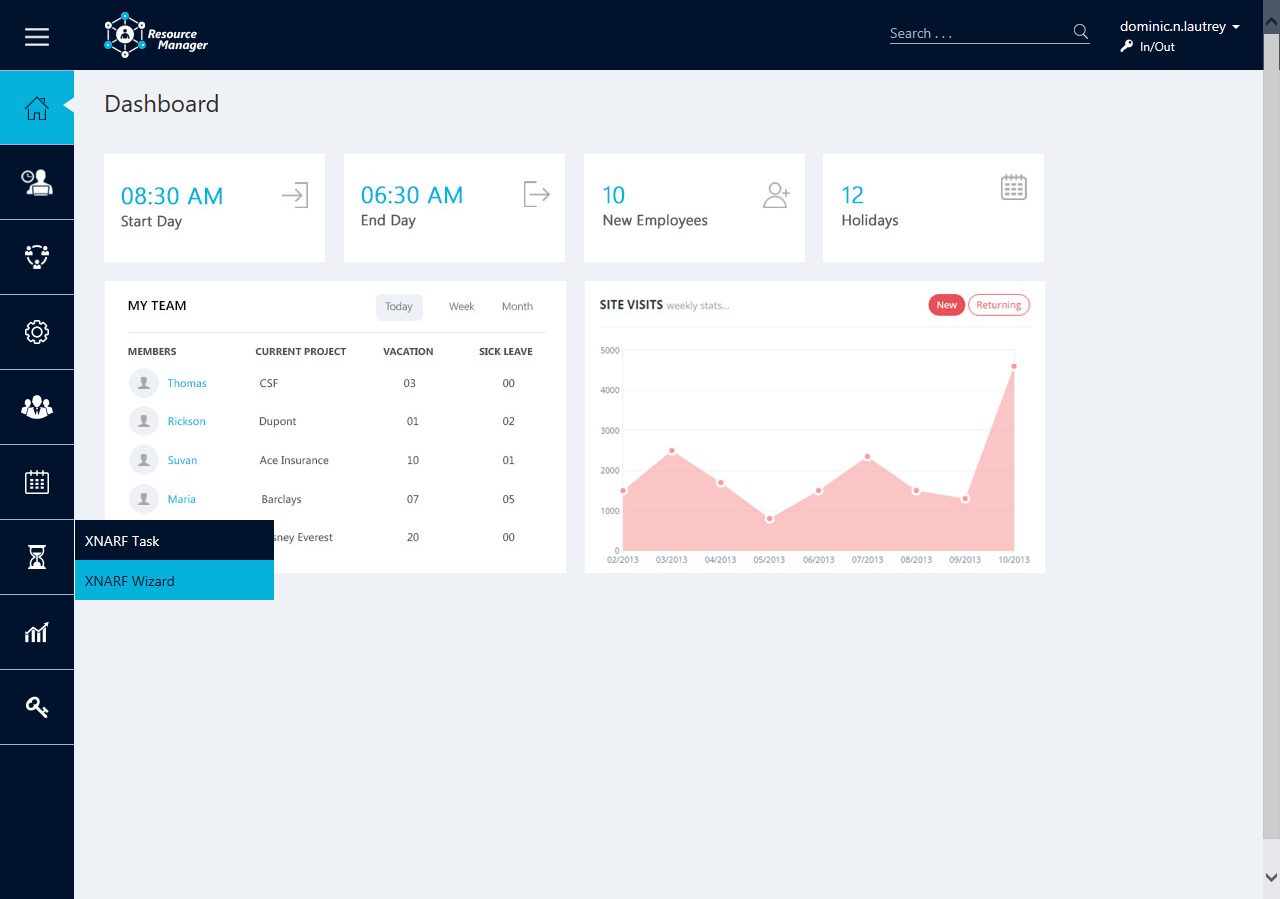 Resource
Manager
Search . . .
dominic.n.lautrey
In/Out
Dashboard
08:30 AM
Start Day
06:30 AM
End Day
10
New Employees
12
Holidays
MY TEAM
Today Week Month
MEMBERS CURRENT PROJECT VACATION SICK LEAVE
Thomas CSF 03 00
Rickson Dupont 01 02
Suvan Ace Insurance 10 01
Maria Barclays 07 05
sney Everest 20 00
XNARF Task
XNARF Wizard
SITE VISITS weekly stats...
New Returning
5000
4000
3000
2000
1000
0
02/2013 03/2013 04/2013 05/2013 06/2013 07/2013 08/2013 09/2013 10/2013